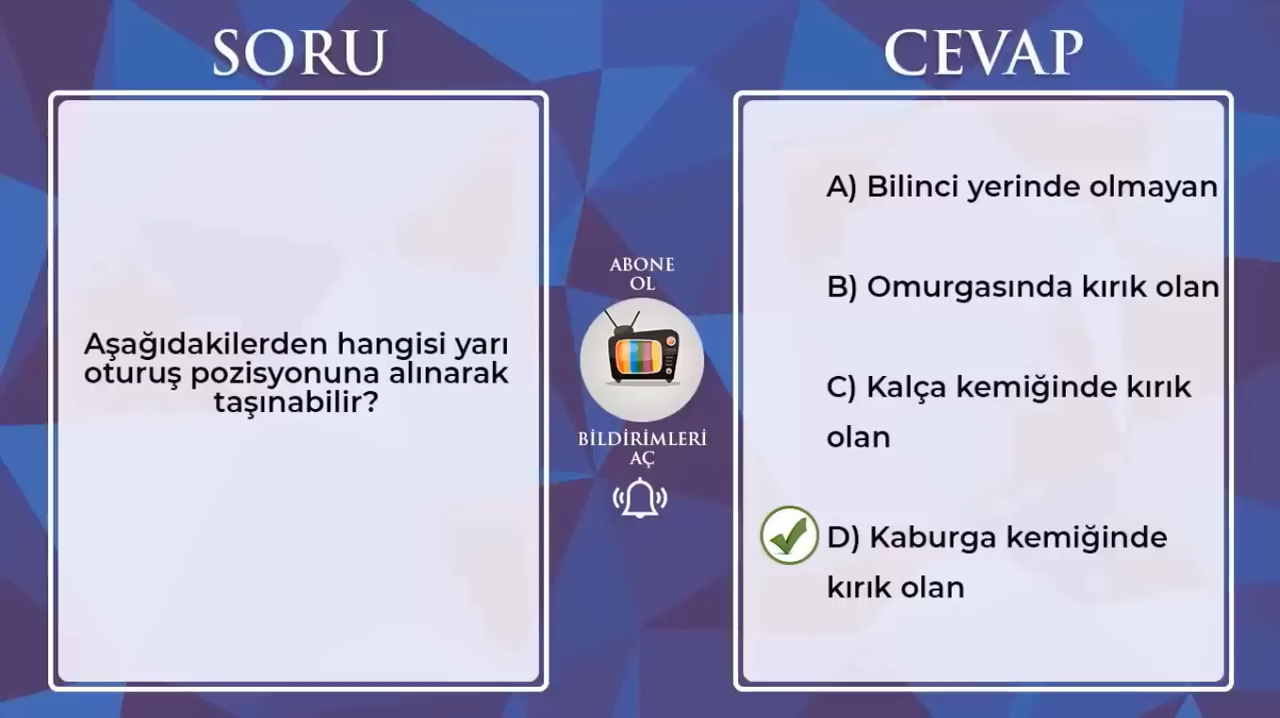 SORU
Aşağıdakilerden hangisi yarı
oturuş pozisyonuna alınarak
taşınabilir?
ABONE
OL
BİLDİRİMLERİ
AÇ
CEVAP
A) Bilinci yerinde olmayan
B) Omurgasında kırık olan
C) Kalça kemiğinde kırık
olan
D) Kaburga kemiğinde
kırık olan